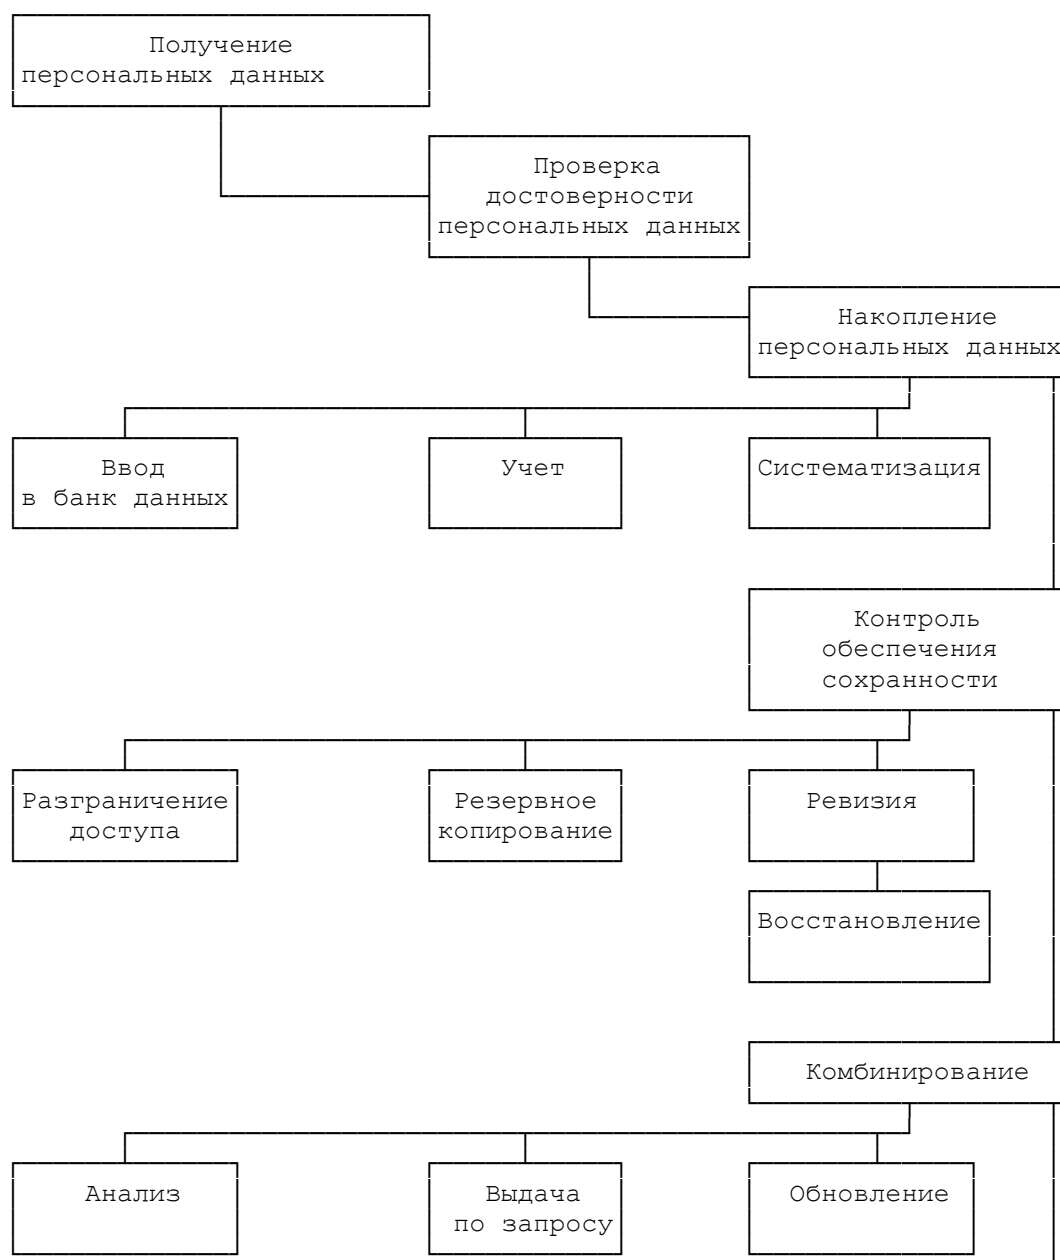 Получение
персональных данных
Проверка
достоверности
персональных данных
Накопление
персональных данных
Ввод
в банк данных
Учет
Систематизация
Контроль
обеспечения
сохранности
Разграничение
доступа
Резервное
копирование
Ревизия
Восстановление
Комбинирование
Анализ
Выдача
по запросу
Обновление